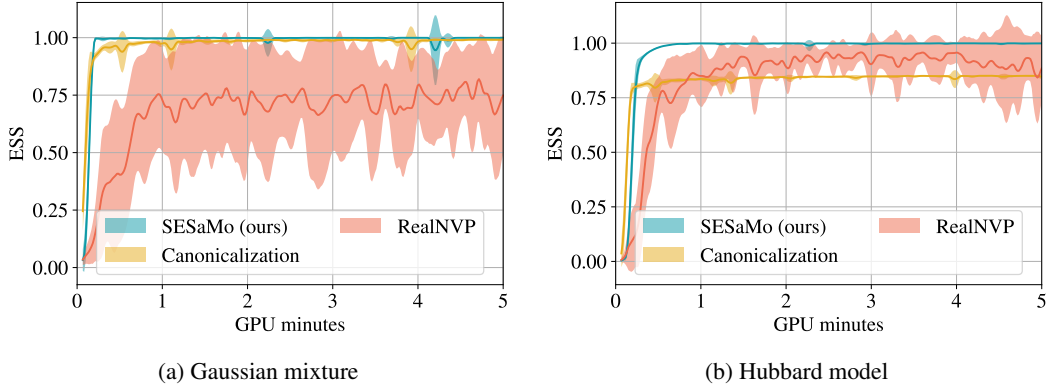 1.00
0.75
0.50
0.25
0.00
ESS
SESaMo (ours)
RealNVP
Canonicalization
0 1 2 3 4 5
GPU minutes
(a) Gaussian mixture
1.00
0.75
0.50
0.25
0.00
ESS
SESaMo (ours)
RealNVP
Canonicalization
0 1 2 3 4 5
GPU minutes
(b) Hubbard model